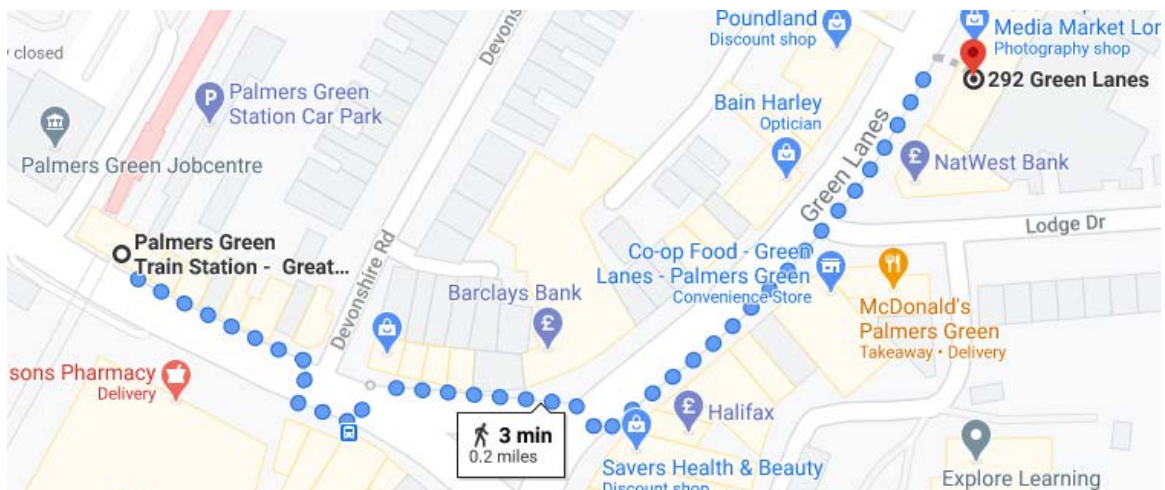 Poundland
Discount shop
Media Market Lor
Photography shop
292 Green Lanes
y closed
Palmers Green
Station Car Park
Devons
Bain Harley
Optician
Green Lanes
NatWest Bank
Palmers Green Jobcentre
Lodge Dr
Palmers Green
Train Station - Great...
Devonshire Rd
Co-op Food - Green
Lanes - Palmers Green
Convenience Store
Barclays Bank
McDonald's
Palmers Green
Takeaway • Delivery
sons Pharmacy
Delivery
3 min
0.2 miles
Halifax
Savers Health & Beauty
Discount shop
Explore Learning